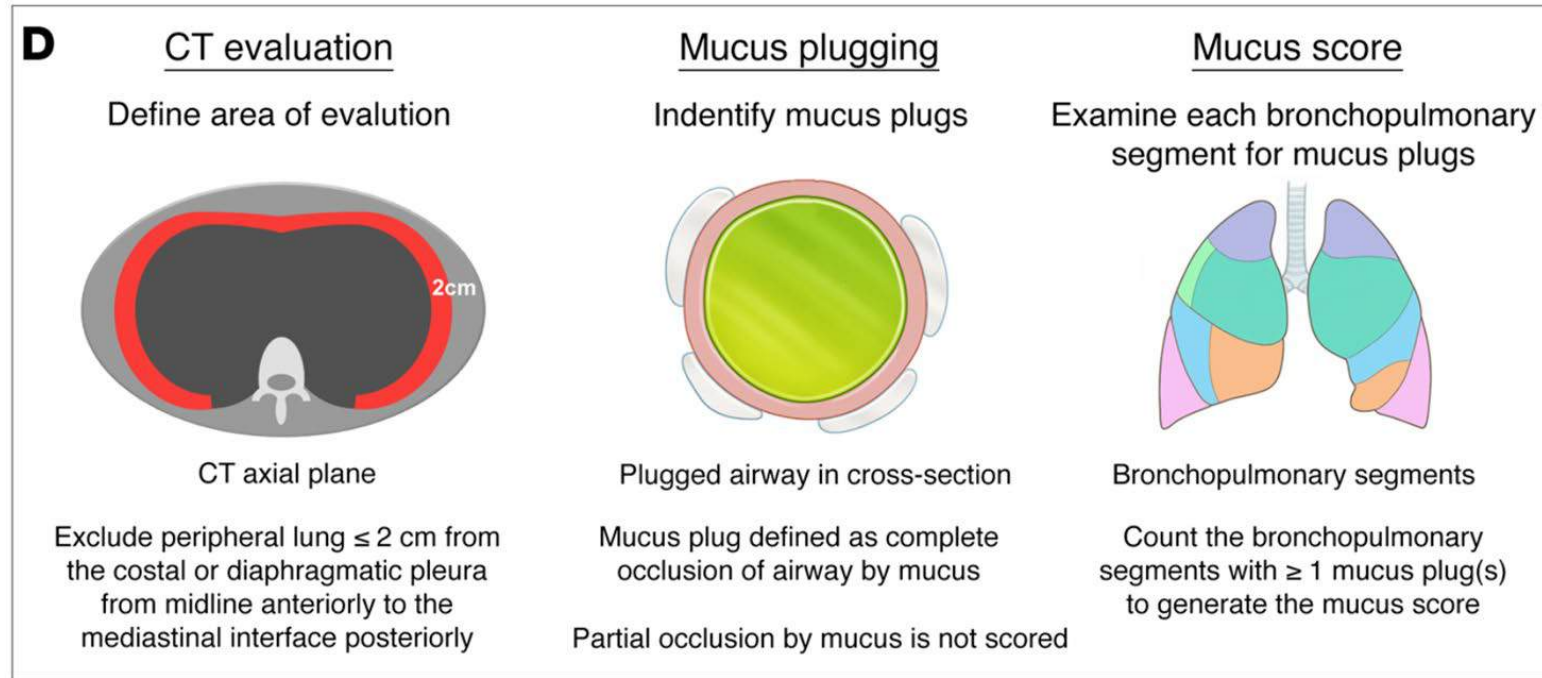 D
CT evaluation
Define area of evalution
2cm
CT axial plane
Exclude peripheral lung ≤ 2 cm from
the costal or diaphragmatic pleura
from midline anteriorly to the
mediastinal interface posteriorly
Mucus plugging
Indentify mucus plugs
Plugged airway in cross-section
Mucus plug defined as complete
occlusion of airway by mucus
Partial occlusion by mucus is not scored
Mucus score
Examine each bronchopulmonary
segment for mucus plugs
Bronchopulmonary segments
Count the bronchopulmonary
segments with ≥ 1 mucus plug(s)
to generate the mucus score